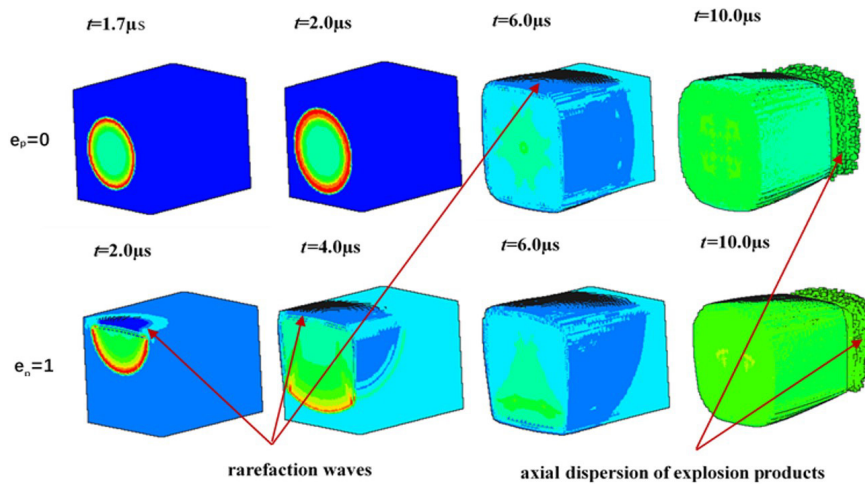 t=1.7μs
t=2.0μs
t=6.0μs
t=10.0μs
eₚ=0
t=2.0μs
t=4.0μs
t=6.0μs
t=10.0μs
eₙ=1
rarefaction waves
axial dispersion of explosion products